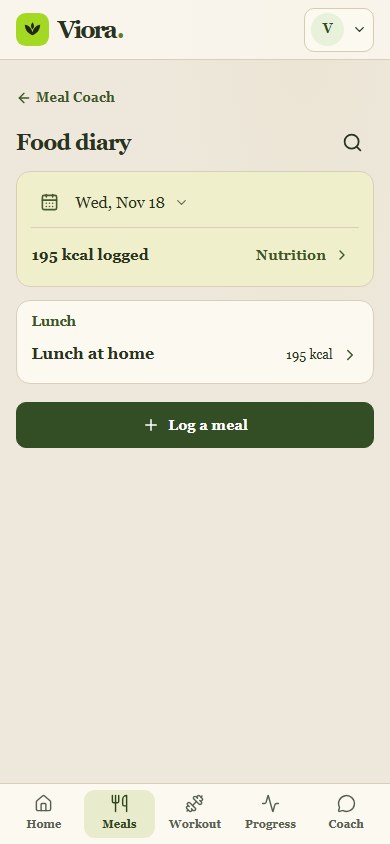 Viora.
V
Meal Coach
Food diary
Wed, Nov 18
195 kcal logged
Nutrition
Lunch
Lunch at home
195 kcal
Log a meal
Home
Meals
Workout
Progress
Coach